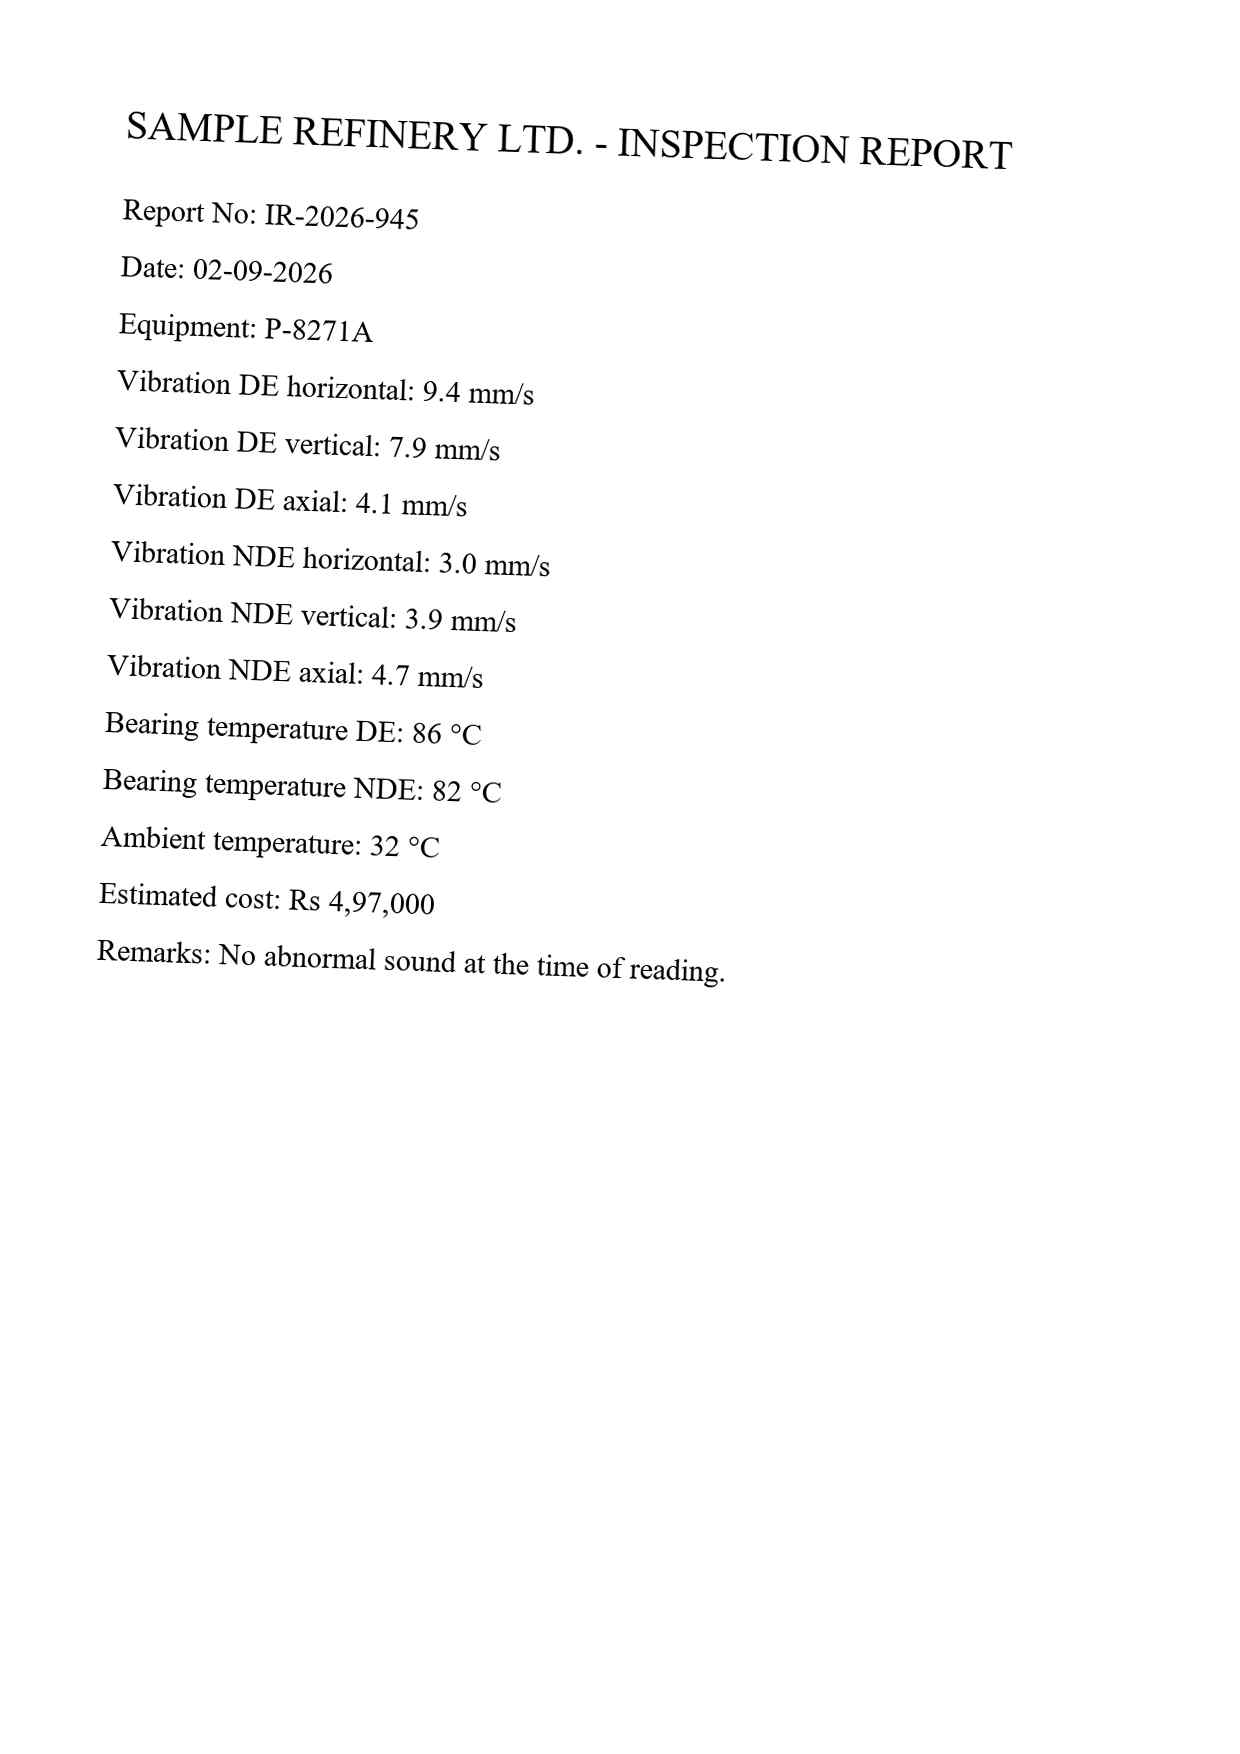 SAMPLE REFINERY LTD. - INSPECTION REPORT
Report No: IR-2026-945
Date: 02-09-2026
Equipment: P-8271A
Vibration DE horizontal: 9.4 mm/s
Vibration DE vertical: 7.9 mm/s
Vibration DE axial: 4.1 mm/s
Vibration NDE horizontal: 3.0 mm/s
Vibration NDE vertical: 3.9 mm/s
Vibration NDE axial: 4.7 mm/s
Bearing temperature DE: 86 °C
Bearing temperature NDE: 82 °C
Ambient temperature: 32 °C
Estimated cost: Rs 4,97,000
Remarks: No abnormal sound at the time of reading.